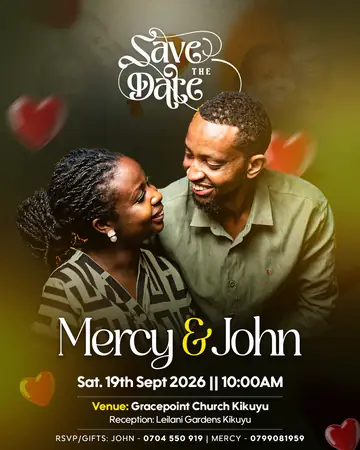 Save
THE
Date
Mercy & John
Sat. 19th Sept 2026 || 10:00AM
Venue: Gracepoint Church Kikuyu
Reception: Leilani Gardens Kikuyu
RSVP/GIFTS: JOHN - 0704 550 919 | MERCY - 0799081959